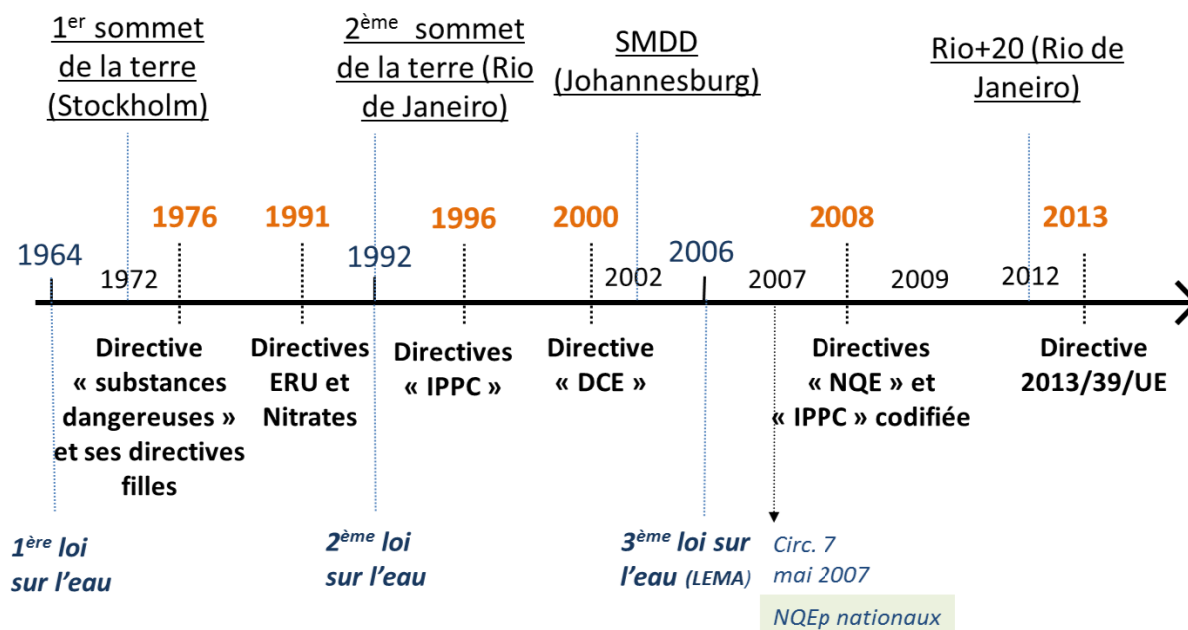 1er sommet
de la terre
(Stockholm)
2ème sommet
de la terre (Rio
de Janeiro)
SMDD
(Johannesburg)
Rio+20 (Rio de
Janeiro)
1964
1972
1976
1991
1992
1996
2000
2002
2006
2007
2008
2009
2012
2013
Directive
« substances
dangereuses »
et ses directives
filles
Directives
ERU et
Nitrates
Directives
« IPPC »
Directive
« DCE »
Directives
« NQE » et
« IPPC » codifiée
Directive
2013/39/UE
1ère loi
sur l'eau
2ème loi
sur l'eau
3ème loi sur
l'eau (LEMA)
Circ. 7
mai 2007
NQEp nationaux